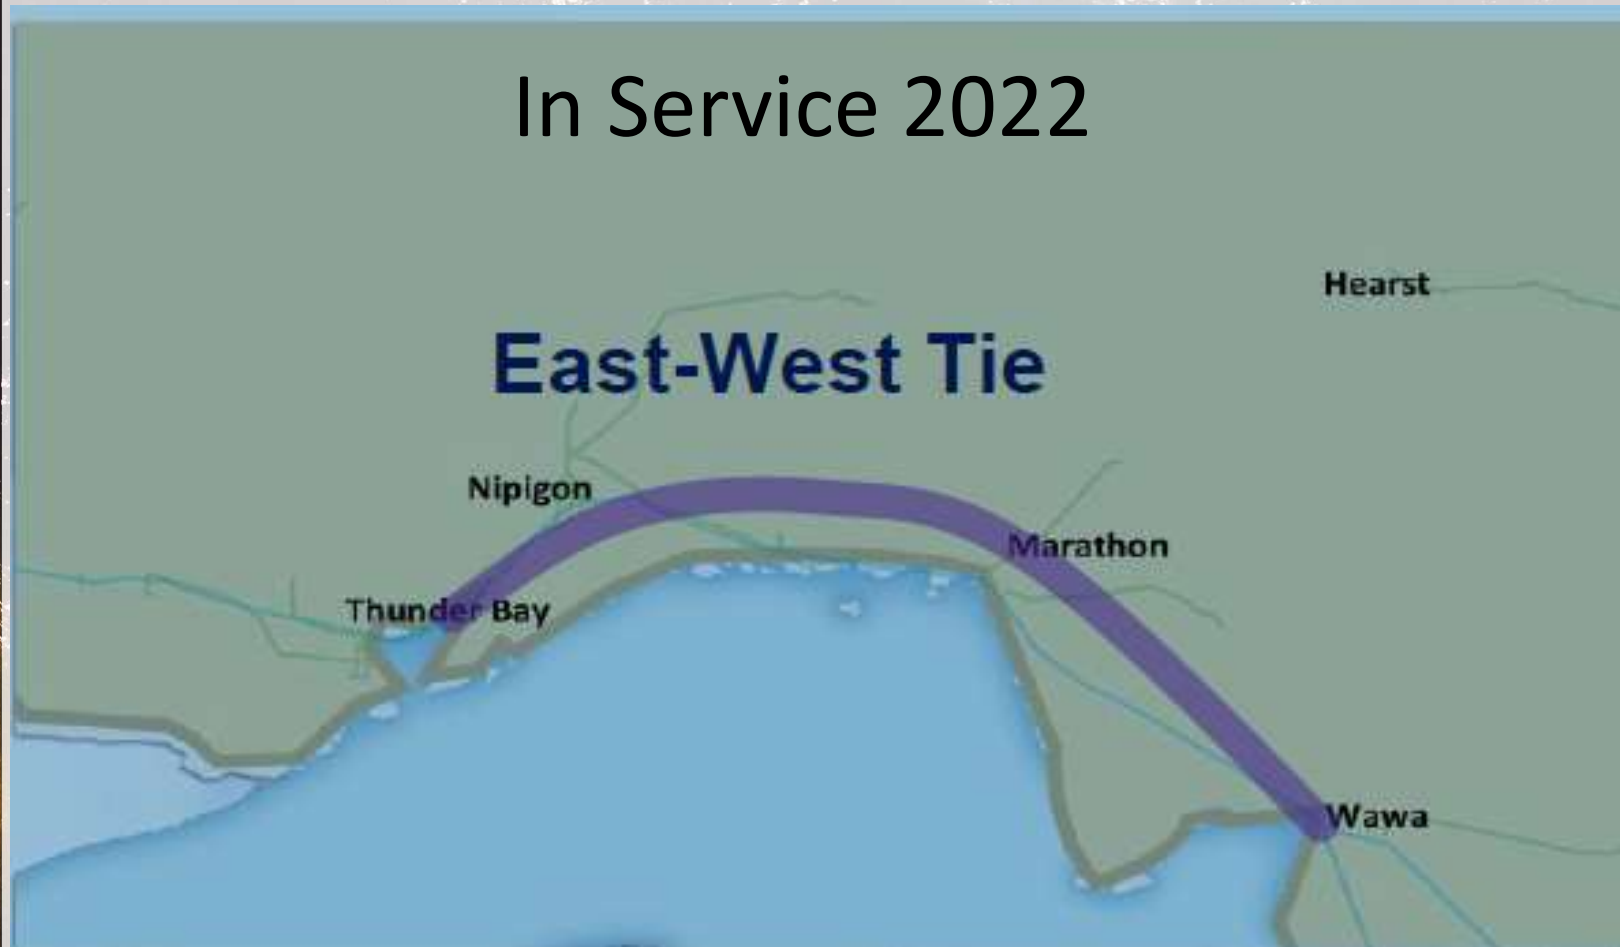 In Service 2022
Hearst
East-West Tie
Nipigon
Marathon
Thunder Bay
Wawa